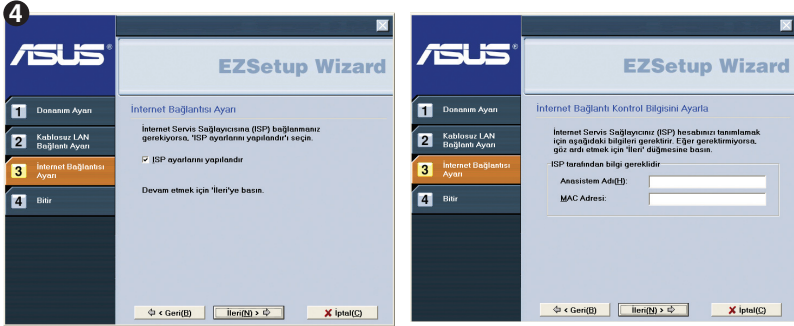 4
ASUS®
EZSetup Wizard
1 Donanım Ayarı
2 Kablosuz LAN
Bağlantı Ayarı
3 İnternet Bağlantısı
Ayarı
4 Bitir
İnternet Bağlantısı Ayarı
İnternet Servis Sağlayıcısına (ISP) bağlanmanız
gerekiyorsa, 'ISP ayarlarını yapılandır'ı seçin.
ISP ayarlarını yapılandır
Devam etmek için 'İleri'ye basın.
< Geri(B)
İleri(N) >
İptal(C)
ASUS®
EZSetup Wizard
1 Donanım Ayarı
2 Kablosuz LAN
Bağlantı Ayarı
3 İnternet Bağlantısı
Ayarı
4 Bitir
İnternet Bağlantı Kontrol Bilgisini Ayarla
İnternet Servis Sağlayıcınız (ISP) hesabınızı tanımlamak
için aşağıdaki bilgileri gerektirir. Eğer gerektirmiyorsa,
göz ardı etmek için 'İleri' düğmesine basın.
ISP tarafından bilgi gereklidir
Anasistem Adı(H):
MAC Adresi:
< Geri(B)
İleri(N) >
İptal(C)